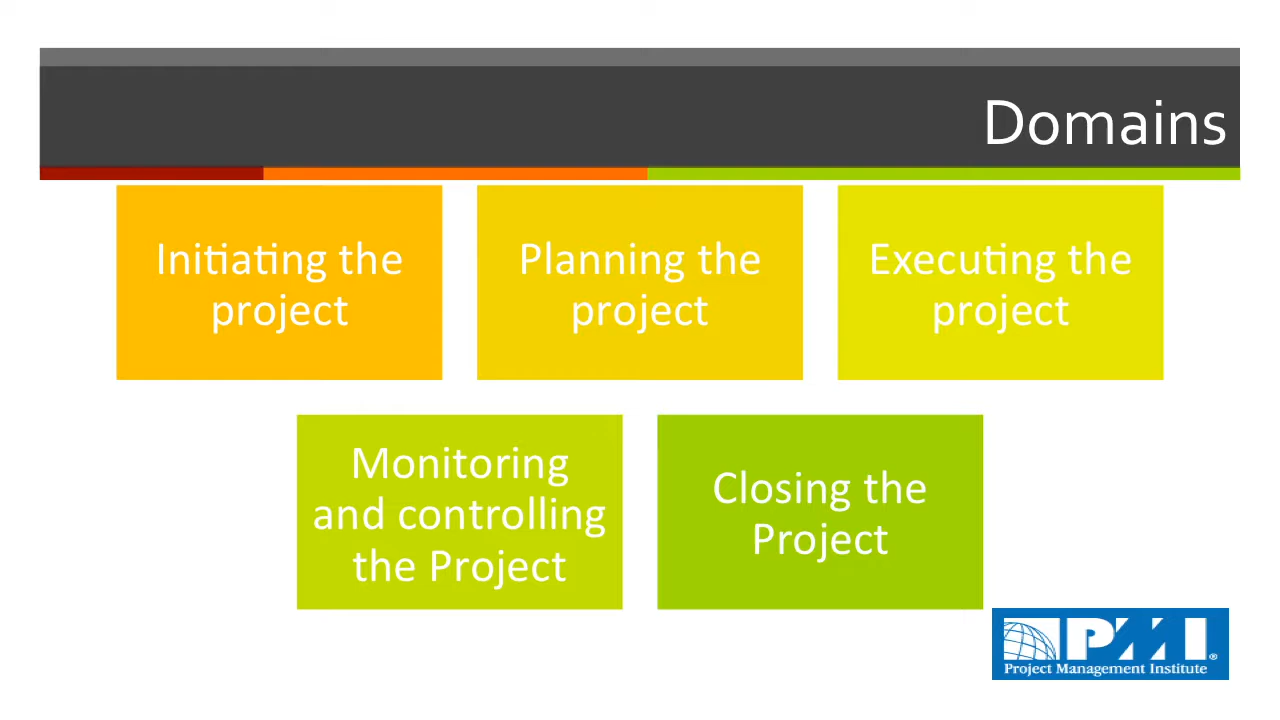 Domains
Initiating the
project
Planning the
project
Executing the
project
Monitoring
and controlling
the Project
Closing the
Project
PMI®
Project Management Institute